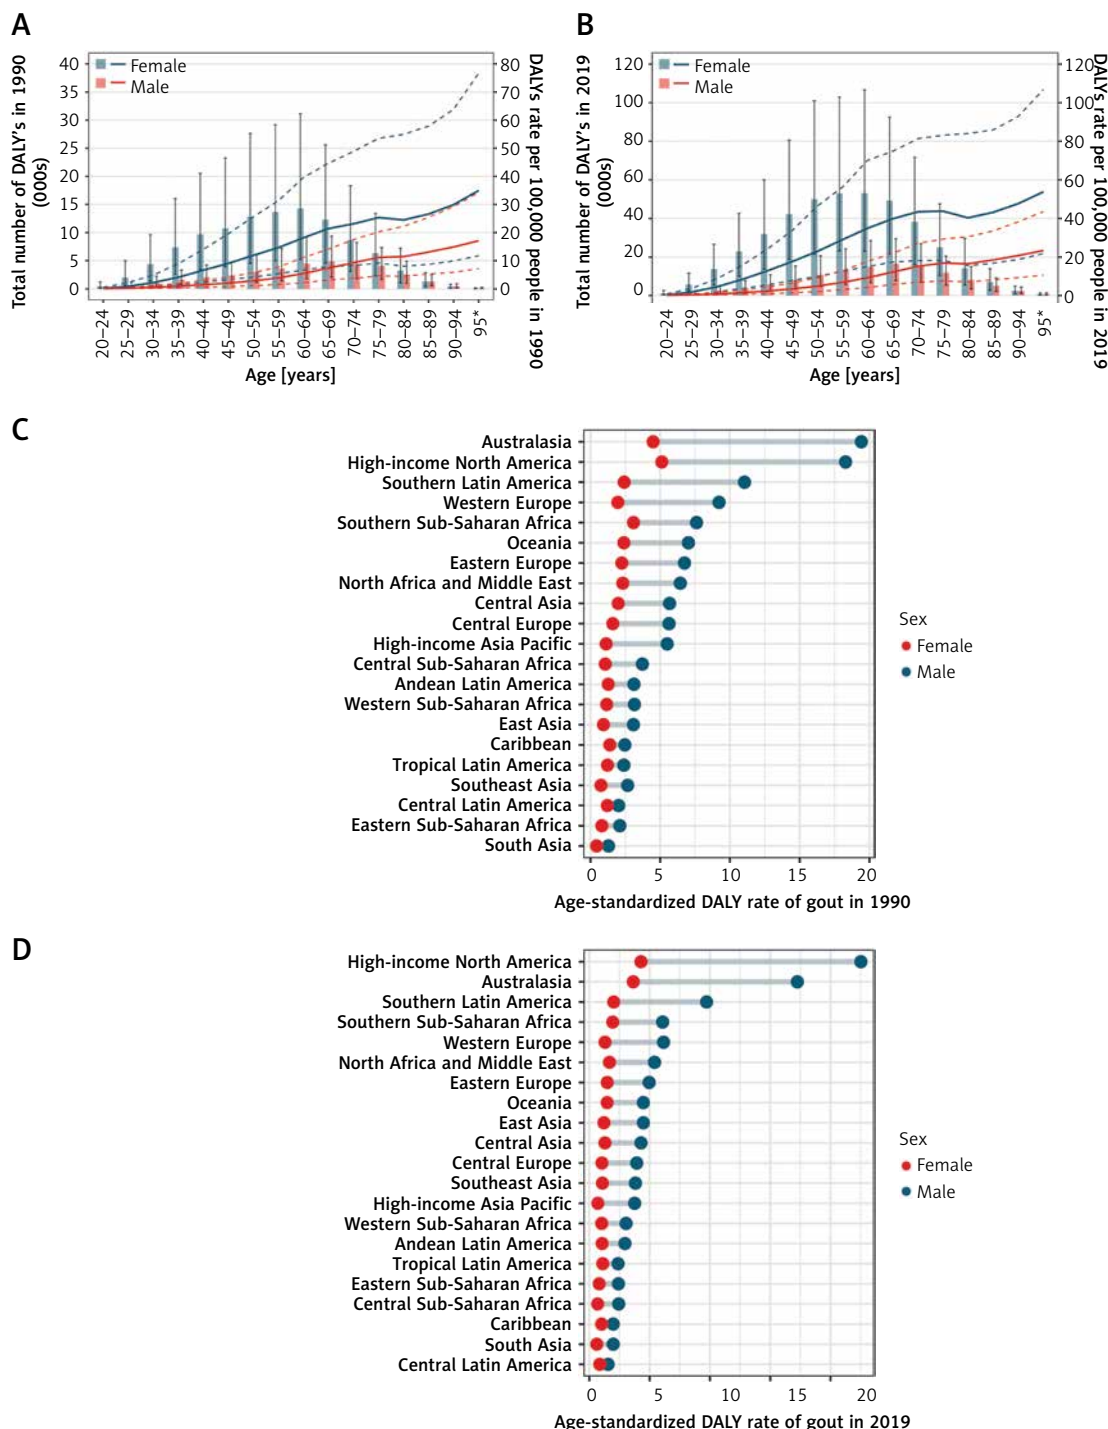 A
Total number of DALY's in 1990
(000s)
40
35
30
25
20
15
10
5
0
Female
Male
80
70
60
50
40
30
20
10
0
DALYs rate per 100,000 people in 1990
20–24
25–29
30–34
35–39
40–44
45–49
50–54
55–59
60–64
65–69
70–74
75–79
80–84
85–89
90–94
95*
Age [years]
B
Total number of DALY's in 2019
(000s)
120
100
80
60
40
20
0
Female
Male
120
100
80
60
40
20
0
DALYs rate per 100,000 people in 2019
20–24
25–29
30–34
35–39
40–44
45–49
50–54
55–59
60–64
65–69
70–74
75–79
80–84
85–89
90–94
95*
Age [years]
C
Australasia
High-income North America
Southern Latin America
Western Europe
Southern Sub-Saharan Africa
Oceania
Eastern Europe
North Africa and Middle East
Central Asia
Central Europe
High-income Asia Pacific
Central Sub-Saharan Africa
Andean Latin America
Western Sub-Saharan Africa
East Asia
Caribbean
Tropical Latin America
Southeast Asia
Central Latin America
Eastern Sub-Saharan Africa
South Asia
0 5 10 15 20
Age-standardized DALY rate of gout in 1990
Sex
Female
Male
D
High-income North America
Australasia
Southern Latin America
Southern Sub-Saharan Africa
Western Europe
North Africa and Middle East
Eastern Europe
Oceania
East Asia
Central Asia
Central Europe
Southeast Asia
High-income Asia Pacific
Western Sub-Saharan Africa
Andean Latin America
Tropical Latin America
Eastern Sub-Saharan Africa
Central Sub-Saharan Africa
Caribbean
South Asia
Central Latin America
0 5 10 15 20
Age-standardized DALY rate of gout in 2019
Sex
Female
Male